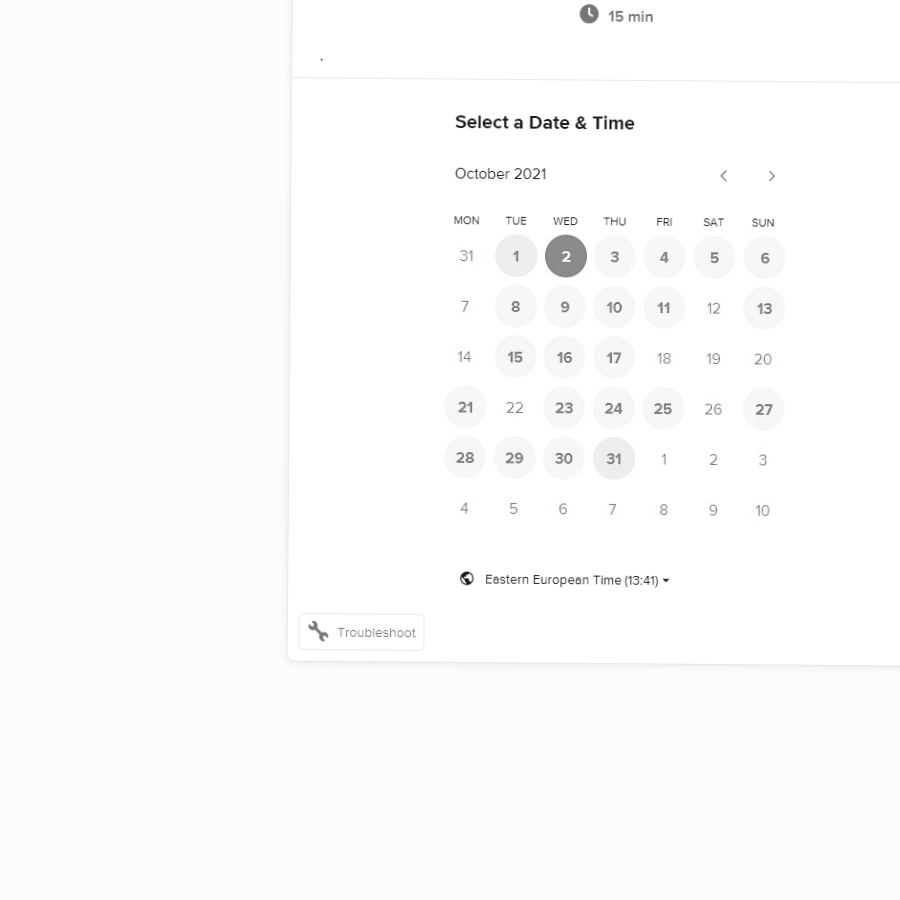 15 min
.
Select a Date & Time
October 2021
MON TUE WED THU FRI SAT SUN
31 1 2 3 4 5 6
7 8 9 10 11 12 13
14 15 16 17 18 19 20
21 22 23 24 25 26 27
28 29 30 31 1 2 3
4 5 6 7 8 9 10
Eastern European Time (13:41)
Troubleshoot